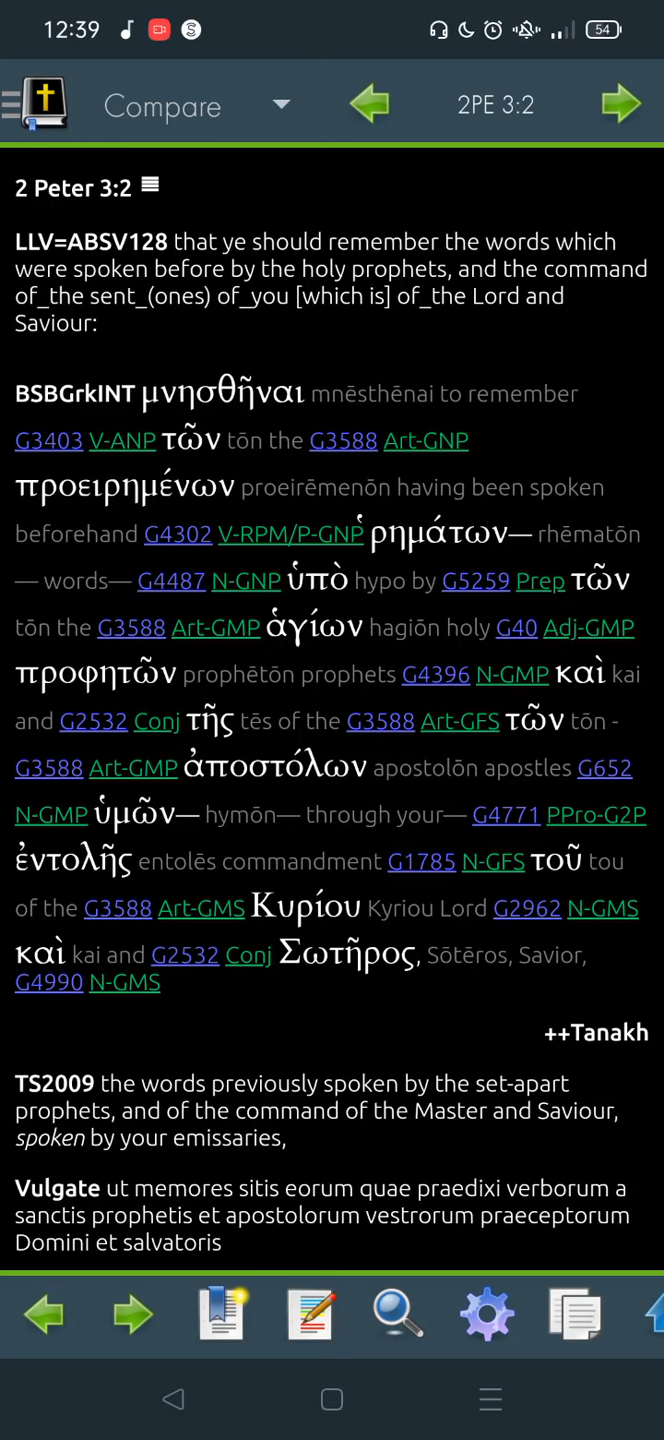 12:39
54
Compare
2PE 3:2
2 Peter 3:2
LLV=ABSV128 that ye should remember the words which
were spoken before by the holy prophets, and the command
of_the sent_(ones) of_you [which is] of_the Lord and
Saviour:
BSBGrkINT μνησθῆναι mnēsthēnai to remember
G3403 V-ANP τῶν tōn the G3588 Art-GNP
προειρημένων proeirēmenōn having been spoken
beforehand G4302 V-RPM/P-GNP ῥημάτων— rhēmatōn
— words— G4487 N-GNP ὑπὸ hypo by G5259 Prep τῶν
tōn the G3588 Art-GMP ἁγίων hagiōn holy G40 Adj-GMP
προφητῶν prophētōn prophets G4396 N-GMP καὶ kai
and G2532 Conj τῆς tēs of the G3588 Art-GFS τῶν tōn -
G3588 Art-GMP ἀποστόλων apostolōn apostles G652
N-GMP ὑμῶν— hymōn— through your— G4771 PPro-G2P
ἐντολῆς entolēs commandment G1785 N-GFS τοῦ tou
of the G3588 Art-GMS Κυρίου Kyriou Lord G2962 N-GMS
καὶ kai and G2532 Conj Σωτῆρος, Sōtēros, Savior,
G4990 N-GMS
++Tanakh
TS2009 the words previously spoken by the set-apart
prophets, and of the command of the Master and Saviour,
spoken by your emissaries,
Vulgate ut memores sitis eorum quae praedixi verborum a
sanctis prophetis et apostolorum vestrorum praeceptorum
Domini et salvatoris